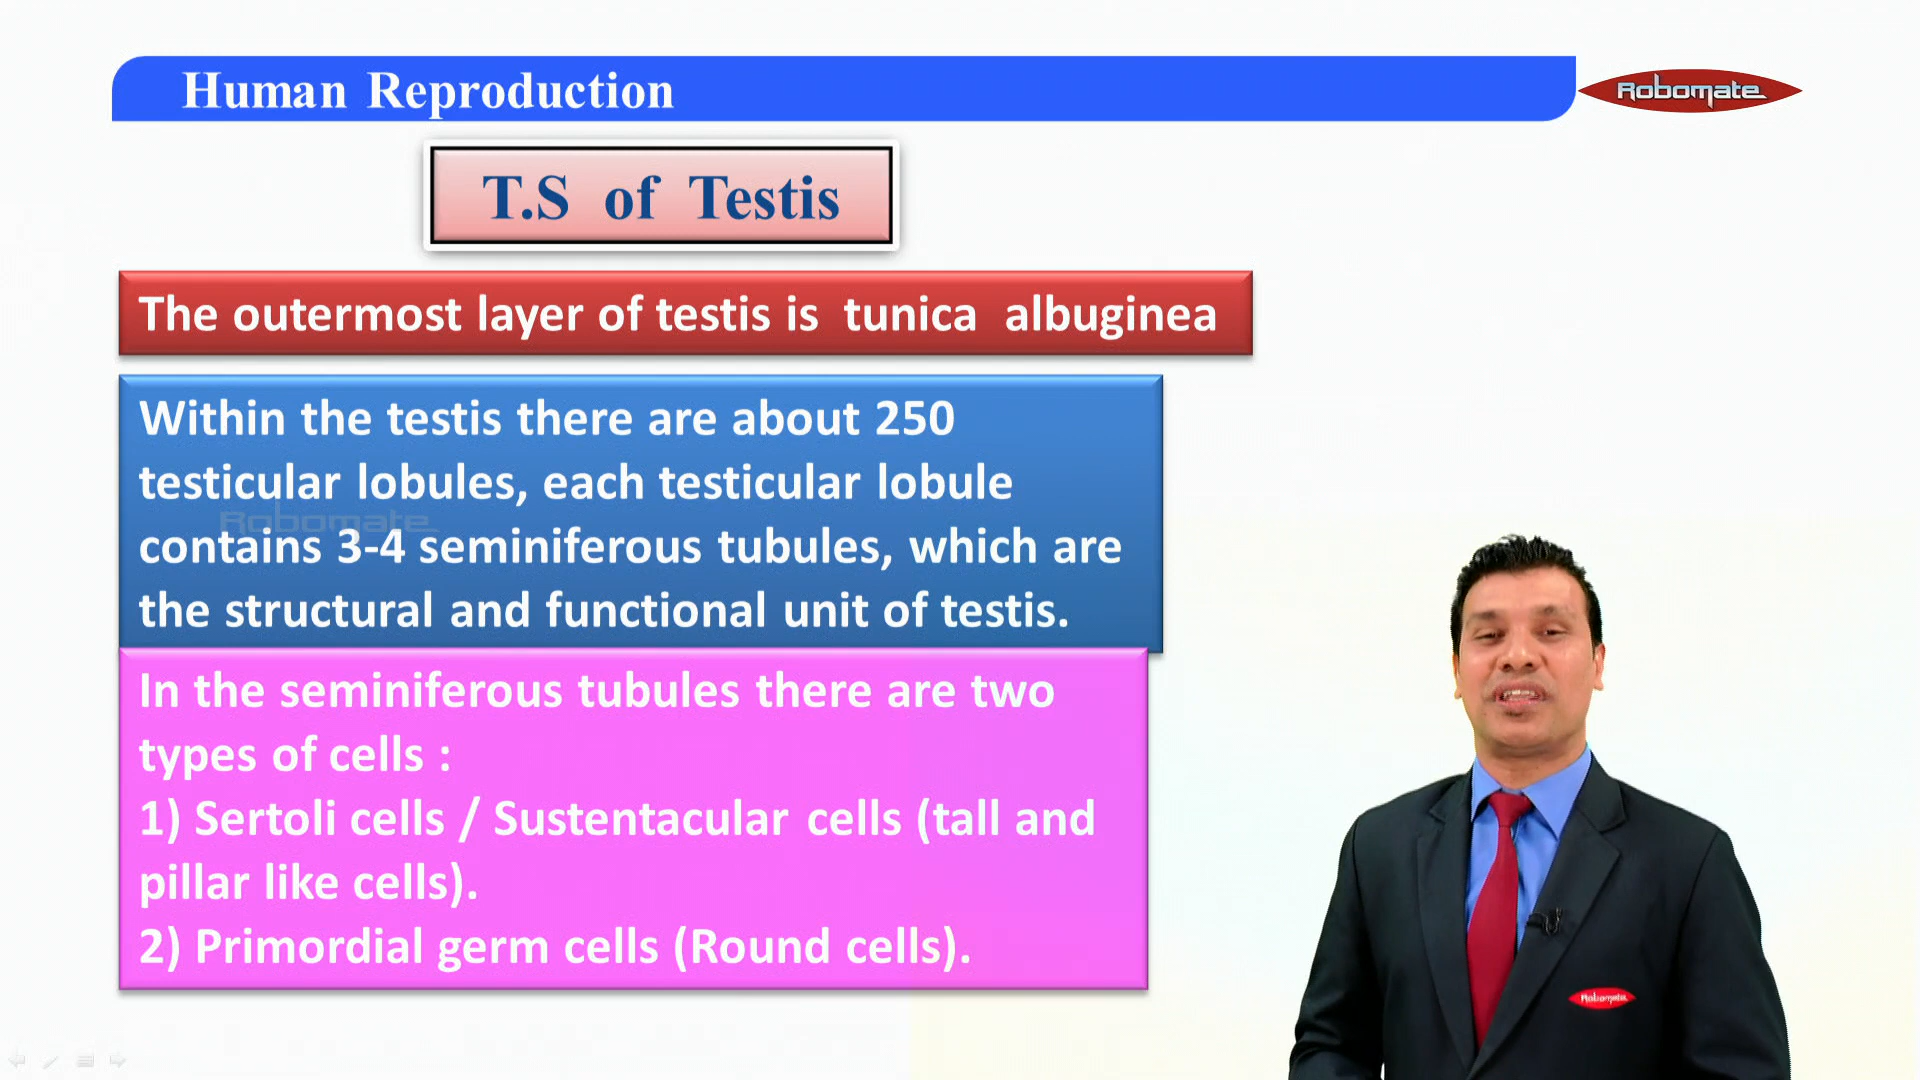 Human Reproduction
Robomate
T.S of Testis
The outermost layer of testis is tunica albuginea
Within the testis there are about 250
testicular lobules, each testicular lobule
Robomate
contains 3-4 seminiferous tubules, which are
the structural and functional unit of testis.
In the seminiferous tubules there are two
types of cells :
1) Sertoli cells / Sustentacular cells (tall and
pillar like cells).
2) Primordial germ cells (Round cells).
Robomate